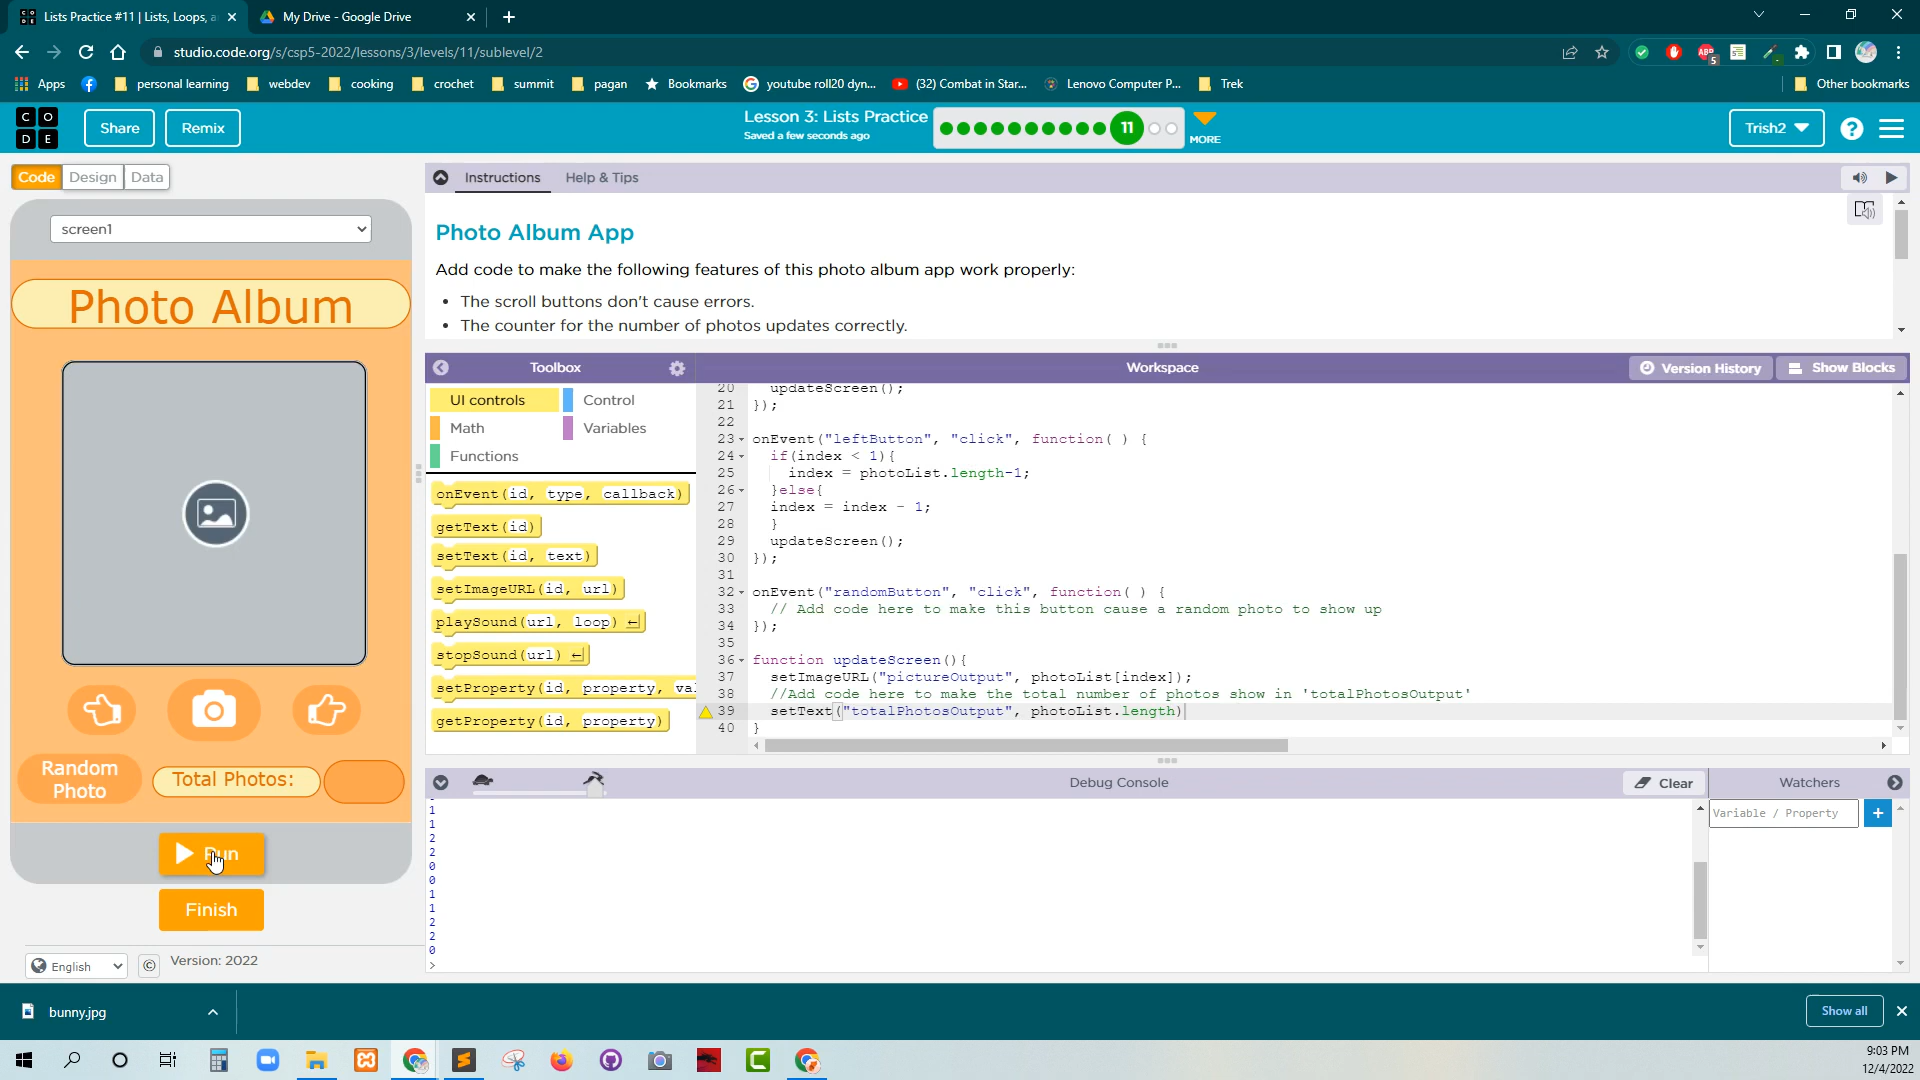 Lists Practice #11 | Lists, Loops, a
My Drive - Google Drive
studio.code.org/s/csp5-2022/lessons/3/levels/11/sublevel/2
Apps
personal learning
webdev
cooking
crochet
summit
pagan
Bookmarks
youtube roll20 dyn...
(32) Combat in Star...
Lenovo Computer P...
Trek
Other bookmarks
C O
D E
Share
Remix
Lesson 3: Lists Practice
Saved a few seconds ago
11
MORE
Trish2
Code
Design
Data
Instructions
Help & Tips
screen1
Photo Album
Photo Album App
Add code to make the following features of this photo album app work properly:
• The scroll buttons don't cause errors.
• The counter for the number of photos updates correctly.
Toolbox
Workspace
Version History
Show Blocks
UI controls
Control
Math
Variables
Functions
onEvent(id, type, callback)
getText(id)
setText(id, text)
setImageURL(id, url)
playSound(url, loop)
stopSound(url)
setProperty(id, property, val
getProperty(id, property)
20 updateScreen();
21 });
22
23 onEvent("leftButton", "click", function( ) {
24 if(index < 1){
25 index = photoList.length-1;
26 }else{
27 index = index - 1;
28 }
29 updateScreen();
30 });
31
32 onEvent("randomButton", "click", function( ) {
33 // Add code here to make this button cause a random photo to show up
34 });
35
36 function updateScreen(){
37 setImageURL("pictureOutput", photoList[index]);
38 //Add code here to make the total number of photos show in 'totalPhotosOutput'
39 setText("totalPhotosOutput", photoList.length)
40 }
Random
Photo
Total Photos:
Run
Finish
English
Version: 2022
Debug Console
Clear
Watchers
Variable / Property
1
1
2
2
0
0
1
1
2
2
0
>
bunny.jpg
Show all
9:03 PM
12/4/2022